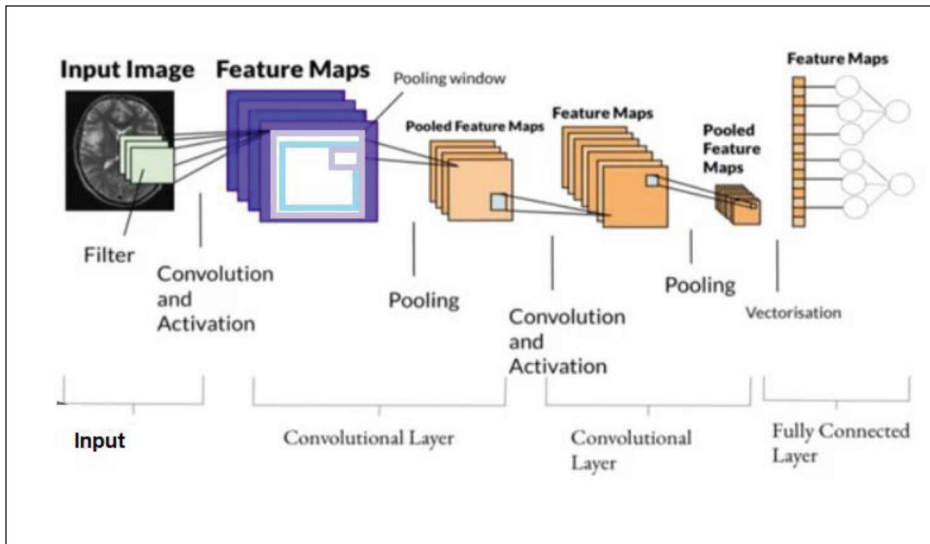 Input Image
Feature Maps
Pooling window
Pooled Feature Maps
Feature Maps
Pooled
Feature
Maps
Feature Maps
Filter
Convolution
and
Activation
Pooling
Convolution
and
Activation
Pooling
Vectorisation
Input
Convolutional Layer
Convolutional
Layer
Fully Connected
Layer